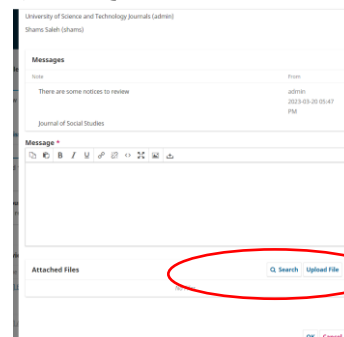 University of Science and Technology Journals (admin)
Shams Saleh (shams)
Messages
Note From
There are some notices to review admin
2023-03-20 05:47
PM
Journal of Social Studies
Message *
B I U
Attached Files Search Upload File
OK Cancel